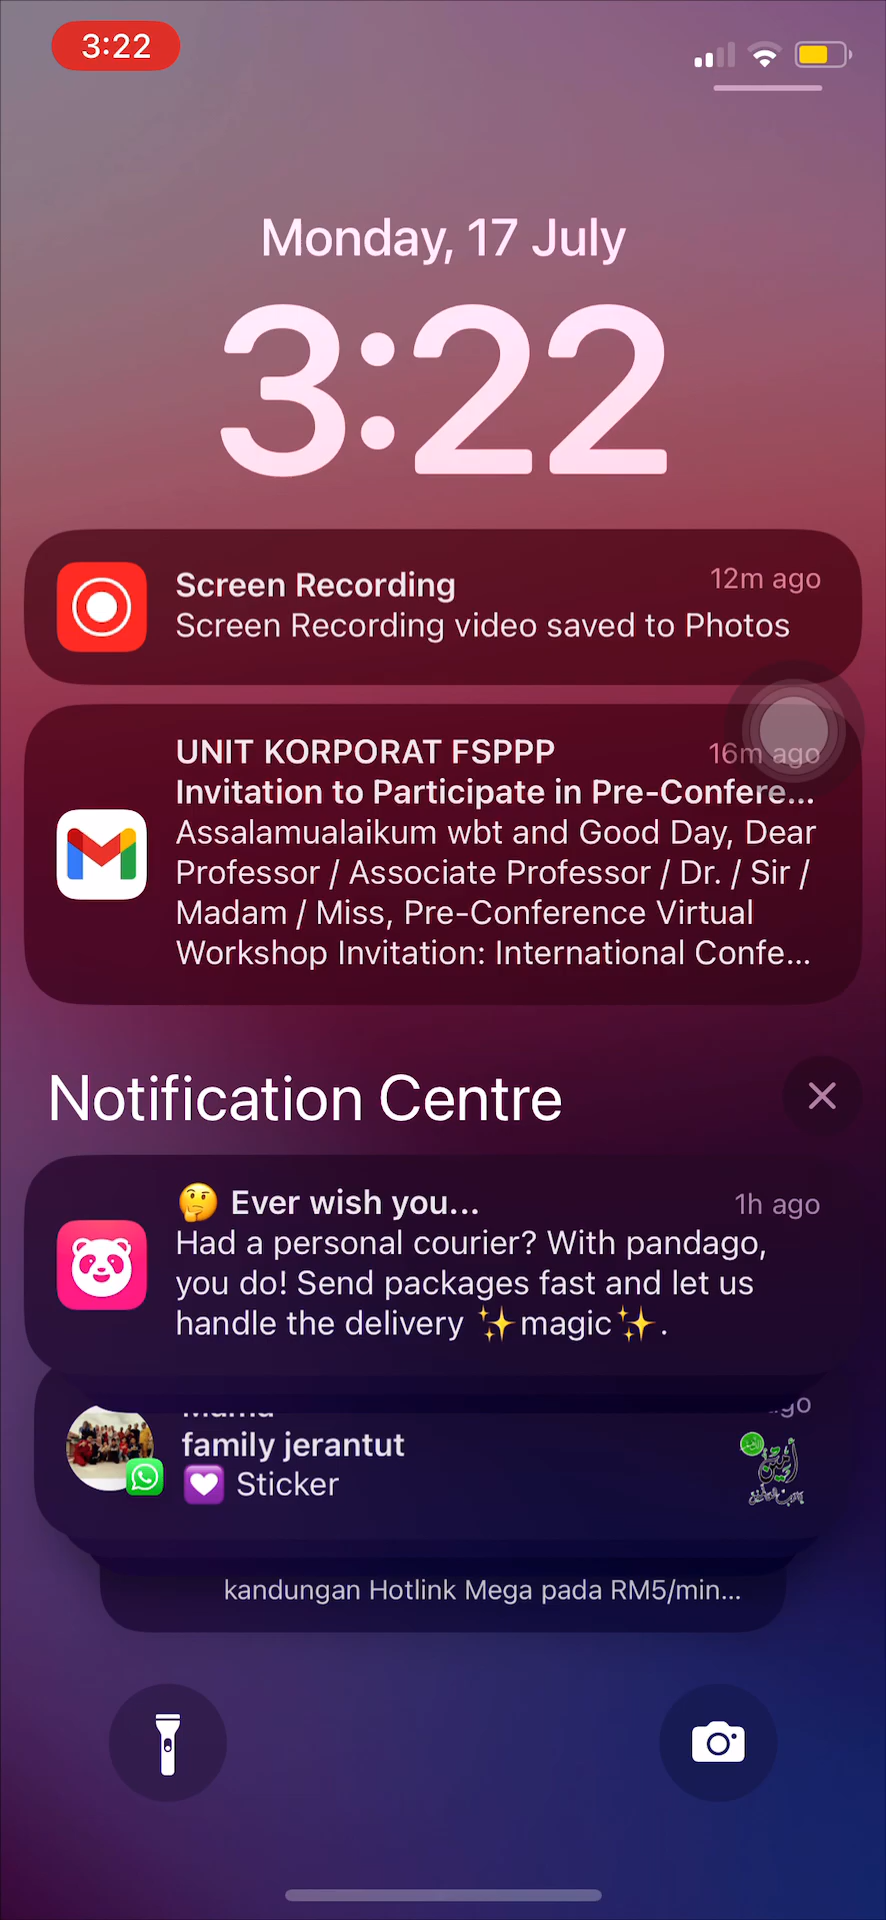 3:22
Monday, 17 July
3:22
Screen Recording
12m ago
Screen Recording video saved to Photos
UNIT KORPORAT FSPPP
16m ago
Invitation to Participate in Pre-Confere...
Assalamualaikum wbt and Good Day, Dear
Professor / Associate Professor / Dr. / Sir /
Madam / Miss, Pre-Conference Virtual
Workshop Invitation: International Confe...
Notification Centre
🤔 Ever wish you...
1h ago
Had a personal courier? With pandago,
you do! Send packages fast and let us
handle the delivery ✨magic✨.
family jerantut
💟 Sticker
kandungan Hotlink Mega pada RM5/min...